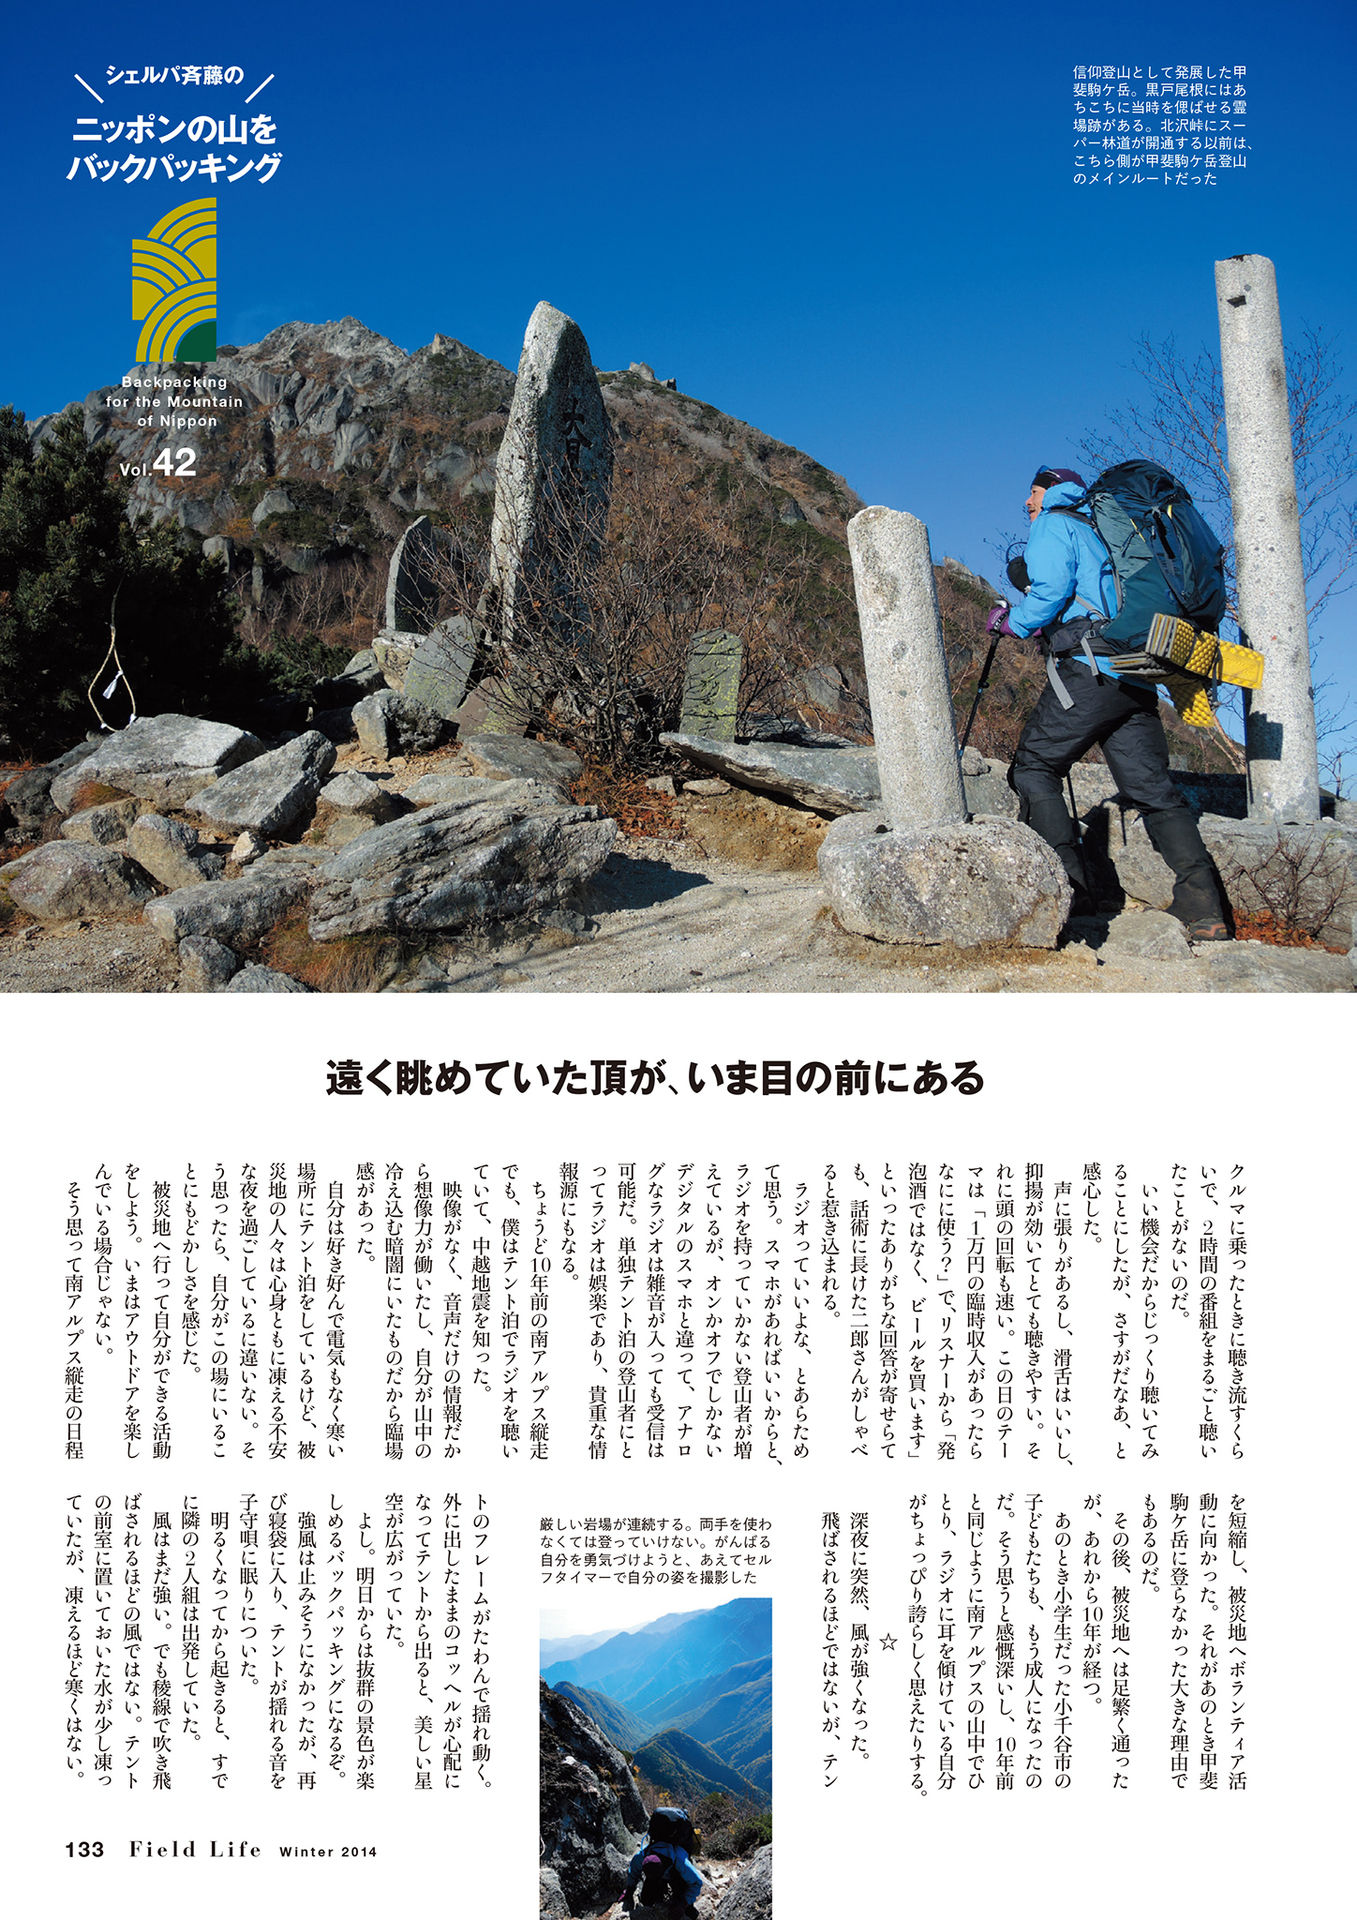 シェルパ斉藤の
ニッポンの山を
バックパッキング
Backpacking
for the Mountain
of Nippon
Vol.42
信仰登山として発展した甲
斐駒ケ岳。黒戸尾根にはあ
ちこちに当時を偲ばせる霊
場跡がある。北沢峠にスー
パー林道が開通する以前は、
こちら側が甲斐駒ケ岳登山
のメインルートだった
遠く眺めていた頂が、いま目の前にある
クルマに乗ったときに聴き流すくら
いで、2時間の番組をまるごと聴い
たことがないのだ。
いい機会だからじっくり聴いてみ
ることにしたが、さすがだなあ、と
感心した。
声に張りがあるし、滑舌はいいし、
抑揚が効いてとても聴きやすい。そ
れに頭の回転も速い。この日のテー
マは「1万円の臨時収入があったら
なにに使う?」で、リスナーから「発
泡酒ではなく、ビールを買います」
といったありがちな回答が寄せらて
も、話術に長けた二郎さんがしゃべ
ると惹き込まれる。
ラジオっていいよな、とあらため
て思う。スマホがあればいいからと、
ラジオを持っていかない登山者が増
えているが、オンかオフでしかない
デジタルのスマホと違って、アナロ
グなラジオは雑音が入っても受信は
可能だ。単独テント泊の登山者にと
ってラジオは娯楽であり、貴重な情
報源にもなる。
ちょうど10年前の南アルプス縦走
でも、僕はテント泊でラジオを聴い
ていて、中越地震を知った。
映像がなく、音声だけの情報だか
ら想像力が働いたし、自分が山中の
冷え込む暗闇にいたものだから臨場
感があった。
自分は好き好んで電気もなく寒い
場所にテント泊をしているけど、被
災地の人々は心身ともに凍える不安
な夜を過ごしているに違いない。そ
う思ったら、自分がこの場にいるこ
とにもどかしさを感じた。
被災地へ行って自分ができる活動
をしよう。いまはアウトドアを楽し
んでいる場合じゃない。
そう思って南アルプス縦走の日程
を短縮し、被災地へボランティア活
動に向かった。それがあのとき甲斐
駒ケ岳に登らなかった大きな理由で
もあるのだ。
その後、被災地へは足繁く通った
が、あれから10年が経つ。
あのとき小学生だった小千谷市の
子どもたちも、もう成人になったの
だ。そう思うと感慨深いし、10年前
と同じように南アルプスの山中でひ
とり、ラジオに耳を傾けている自分
がちょっぴり誇らしく思えたりする。
☆
深夜に突然、風が強くなった。
飛ばされるほどではないが、テン
トのフレームがたわんで揺れ動く。
外に出したままのコッヘルが心配に
なってテントから出ると、美しい星
空が広がっていた。
よし。明日からは抜群の景色が楽
しめるバックパッキングになるぞ。
強風は止みそうになかったが、再
び寝袋に入り、テントが揺れる音を
子守唄に眠りについた。
明るくなってから起きると、すで
に隣の2人組は出発していた。
風はまだ強い。でも稜線で吹き飛
ばされるほどの風ではない。テント
の前室に置いておいた水が少し凍っ
ていたが、凍えるほど寒くはない。
厳しい岩場が連続する。両手を使わ
なくては登っていけない。がんばる
自分を勇気づけようと、あえてセル
フタイマーで自分の姿を撮影した
133 Field Life Winter 2014